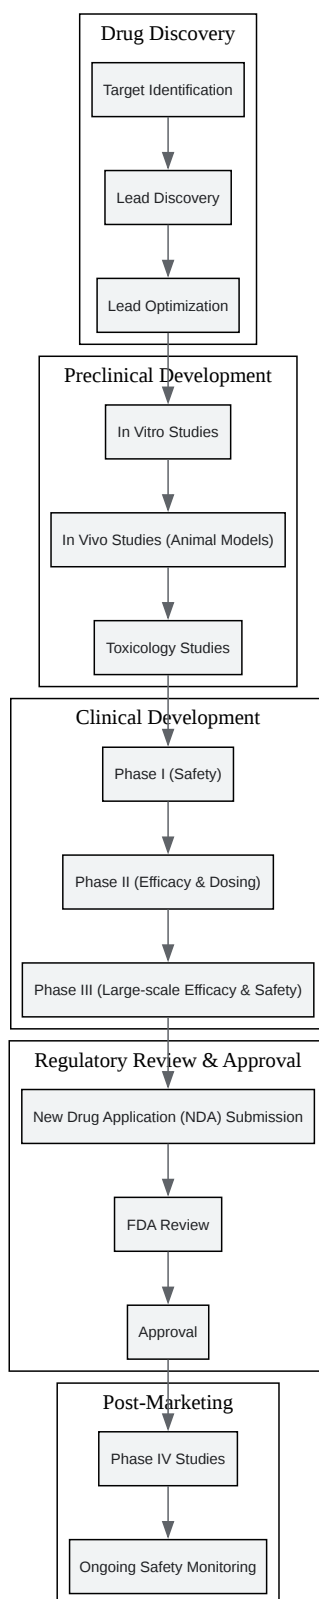 Drug Discovery
Target Identification
Lead Discovery
Lead Optimization
Preclinical Development
In Vitro Studies
In Vivo Studies (Animal Models)
Toxicology Studies
Clinical Development
Phase I (Safety)
Phase II (Efficacy & Dosing)
Phase III (Large-scale Efficacy & Safety)
Regulatory Review & Approval
New Drug Application (NDA) Submission
FDA Review
Approval
Post-Marketing
Phase IV Studies
Ongoing Safety Monitoring